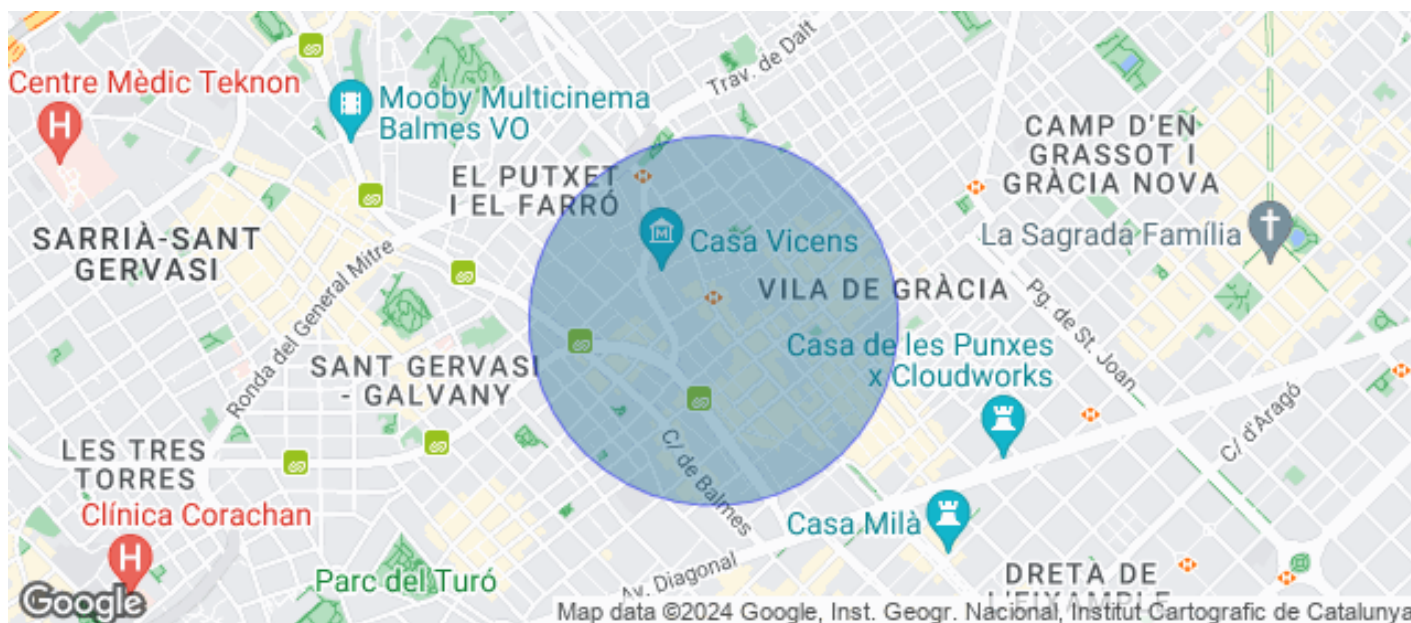 Centre Mèdic Teknon
Mooby Multicinema
Balmes VO
Trav. de Dalt
CAMP D'EN
GRASSOT I
GRÀCIA NOVA
EL PUTXET
I EL FARRÓ
SARRIÀ-SANT
GERVASI
Casa Vicens
La Sagrada Família
VILA DE GRÀCIA
Ronda del General Mitre
Pg. de St. Joan
SANT GERVASI
- GALVANY
Casa de les Punxes
x Cloudworks
C/ d'Aragó
LES TRES
TORRES
C/ de Balmes
Clínica Corachan
Casa Milà
Parc del Turó
Av. Diagonal
DRETA DE
L'EIXAMPLE
Google
Map data ©2024 Google, Inst. Geogr. Nacional, Institut Cartogràfic de Catalunya